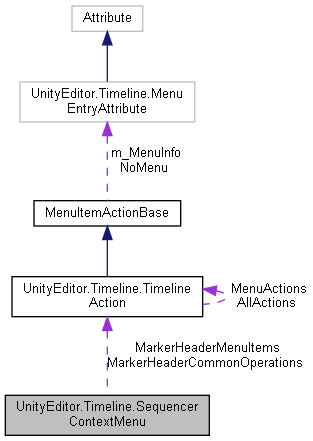 Attribute
UnityEditor.Timeline.Menu
EntryAttribute
m_MenuInfo
NoMenu
MenuItemActionBase
UnityEditor.Timeline.Timeline
Action
MenuActions
AllActions
MarkerHeaderMenuItems
MarkerHeaderCommonOperations
UnityEditor.Timeline.Sequencer
ContextMenu